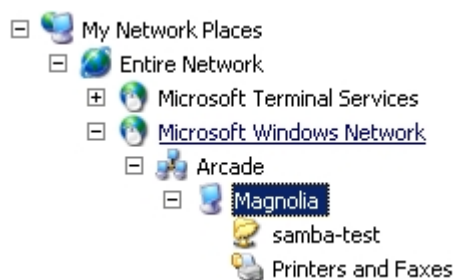 My Network Places
Entire Network
Microsoft Terminal Services
Microsoft Windows Network
Arcade
Magnolia
samba-test
Printers and Faxes